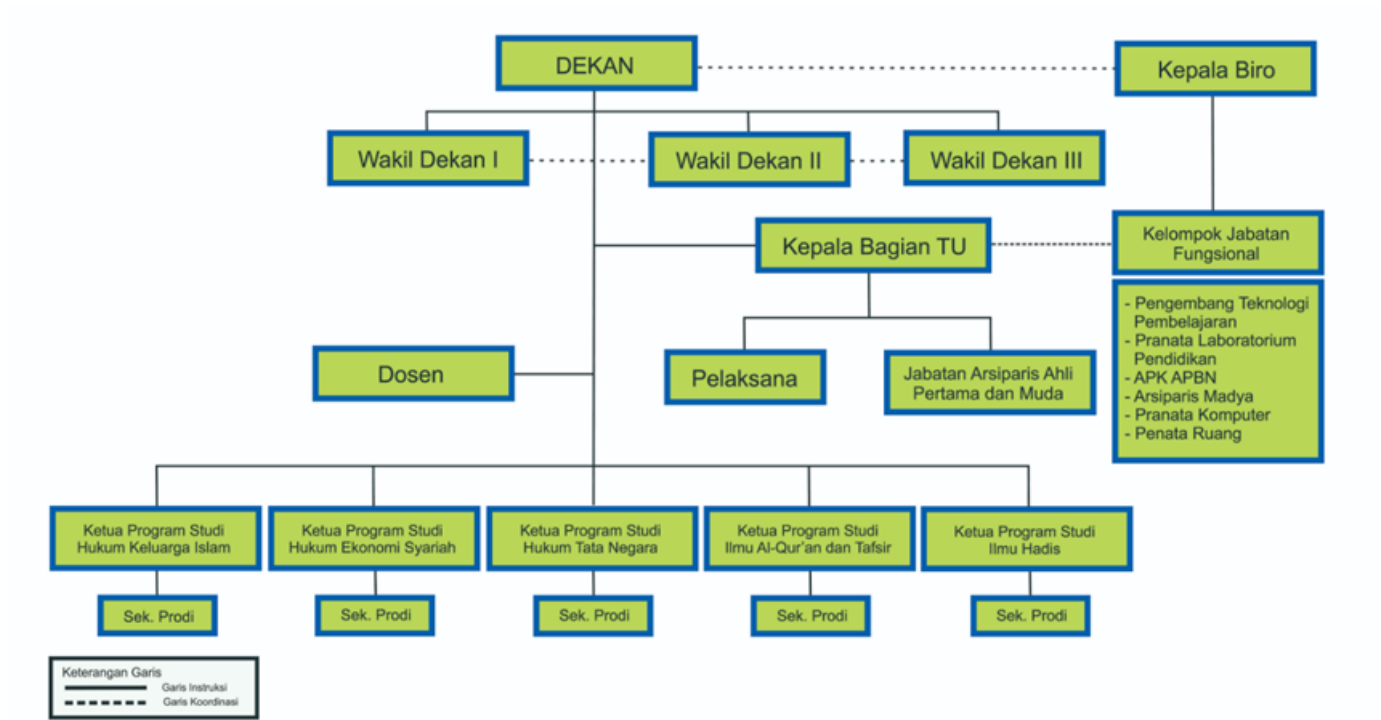 DEKAN
Kepala Biro
Wakil Dekan I
Wakil Dekan II
Wakil Dekan III
Kepala Bagian TU
Kelompok Jabatan
Fungsional
- Pengembang Teknologi
Pembelajaran
- Pranata Laboratorium
Pendidikan
- APK APBN
- Arsiparis Madya
- Pranata Komputer
- Penata Ruang
Dosen
Pelaksana
Jabatan Arsiparis Ahli
Pertama dan Muda
Ketua Program Studi
Hukum Keluarga Islam
Ketua Program Studi
Hukum Ekonomi Syariah
Ketua Program Studi
Hukum Tata Negara
Ketua Program Studi
Ilmu Al-Qur'an dan Tafsir
Ketua Program Studi
Ilmu Hadis
Sek. Prodi
Sek. Prodi
Sek. Prodi
Sek. Prodi
Sek. Prodi
Keterangan Garis
Garis Instruksi
Garis Koordinasi